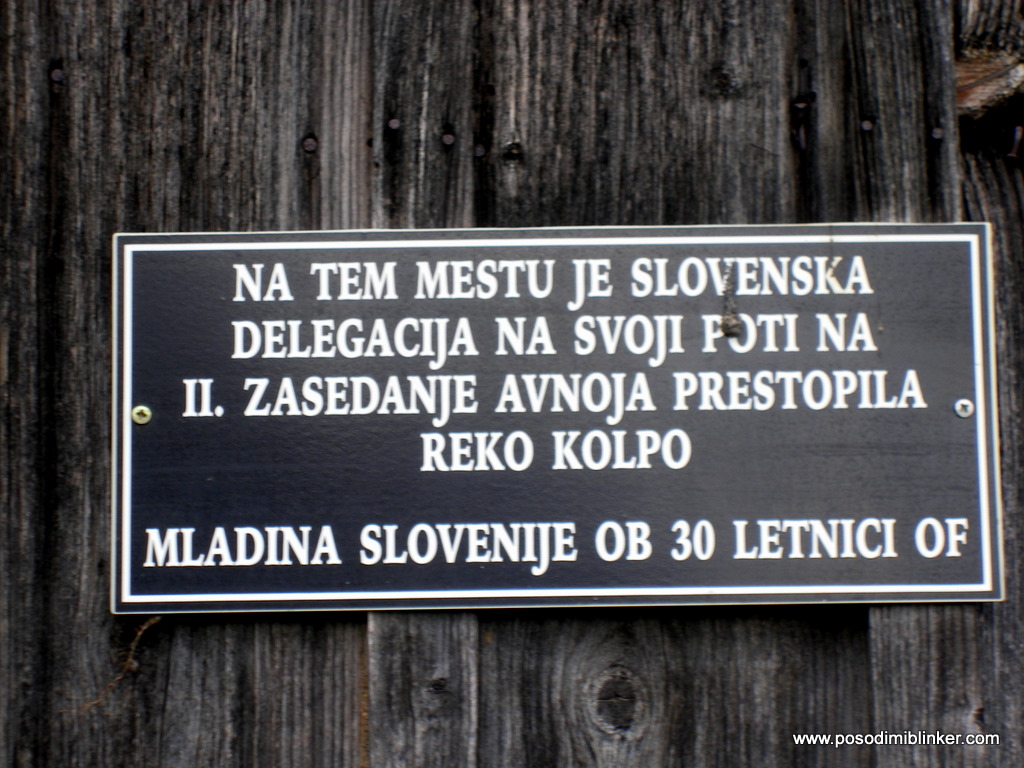 NA TEM MESTU JE SLOVENSKA
DELEGACIJA NA SVOJI POTI NA
II. ZASEDANJE AVNOJA PRESTOPILA
REKO KOLPO
MLADINA SLOVENIJE OB 30 LETNICI OF
www.posodimiblinker.com